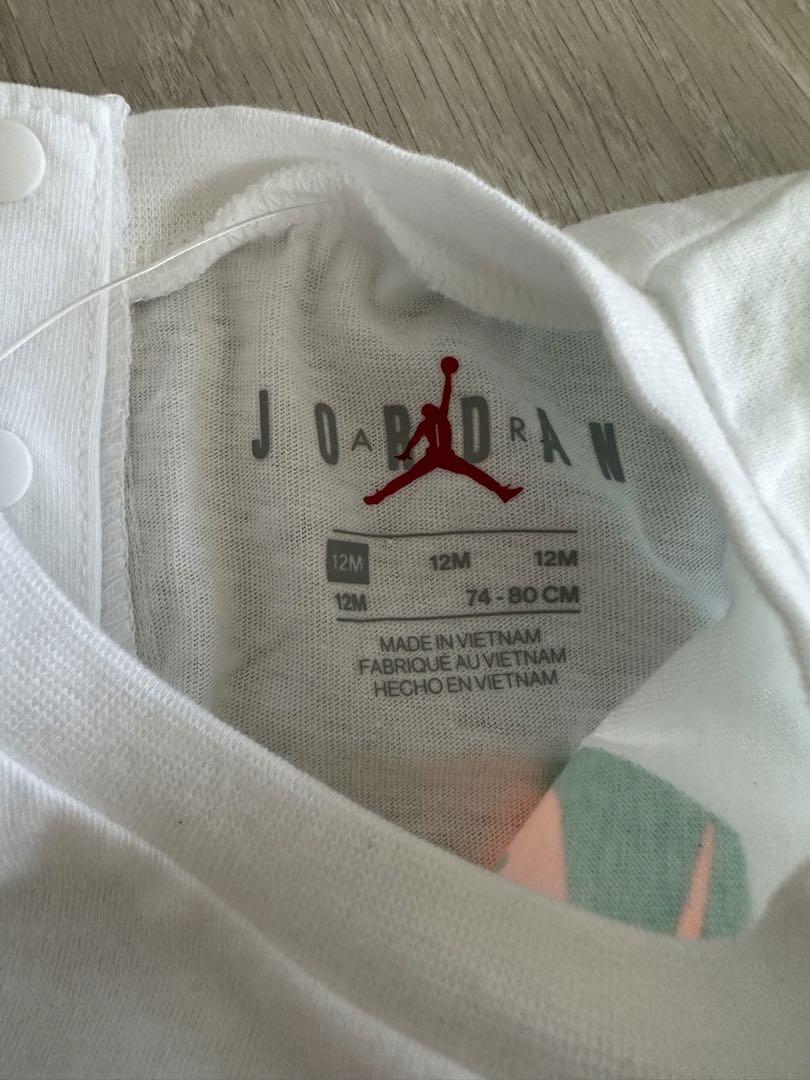 JORDAN
AIR
12M 12M 12M
12M 74 - 80 CM
MADE IN VIETNAM
FABRIQUÉ AU VIETNAM
HECHO EN VIETNAM